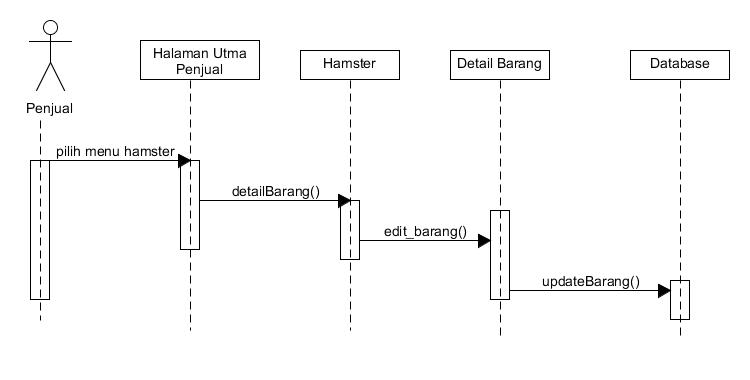 Halaman Utma
Penjual
Hamster
Detail Barang
Database
Penjual
pilih menu hamster
detailBarang()
edit_barang()
updateBarang()